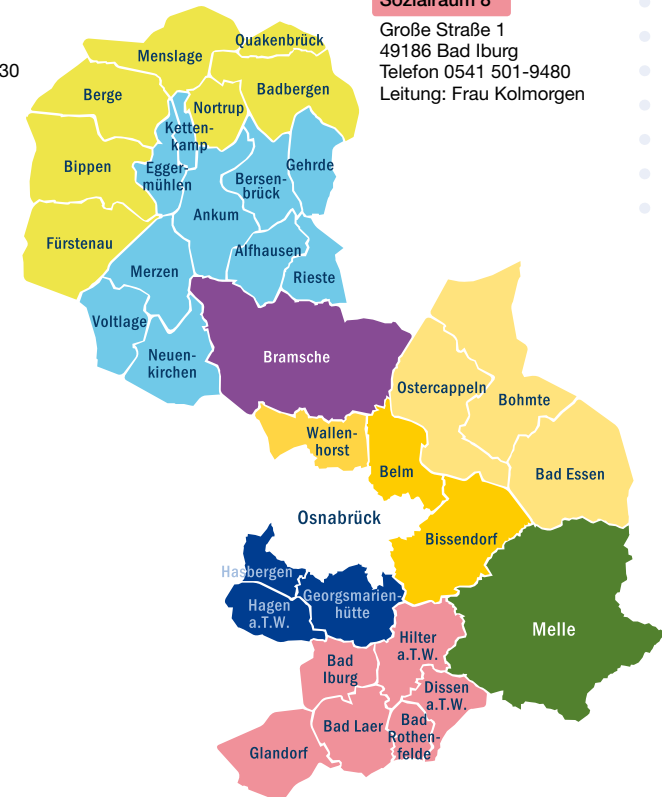 Sozialraum 8
Große Straße 1
49186 Bad Iburg
Telefon 0541 501-9480
Leitung: Frau Kolmorgen
30
Quakenbrück
Menslage
Badbergen
Berge
Nortrup
Ketten-
kamp
Bippen
Egger-
mühlen
Gehrde
Bersen-
brück
Ankum
Fürstenau
Alfhausen
Merzen
Rieste
Voltlage
Neuen-
kirchen
Bramsche
Ostercappeln
Bohmte
Wallen-
horst
Belm
Bad Essen
Osnabrück
Bissendorf
Hasbergen
Georgsmarien-
hütte
Hagen
a.T.W.
Melle
Hilter
a.T.W.
Bad
Iburg
Dissen
a.T.W.
Bad Laer
Bad
Rothen-
felde
Glandorf